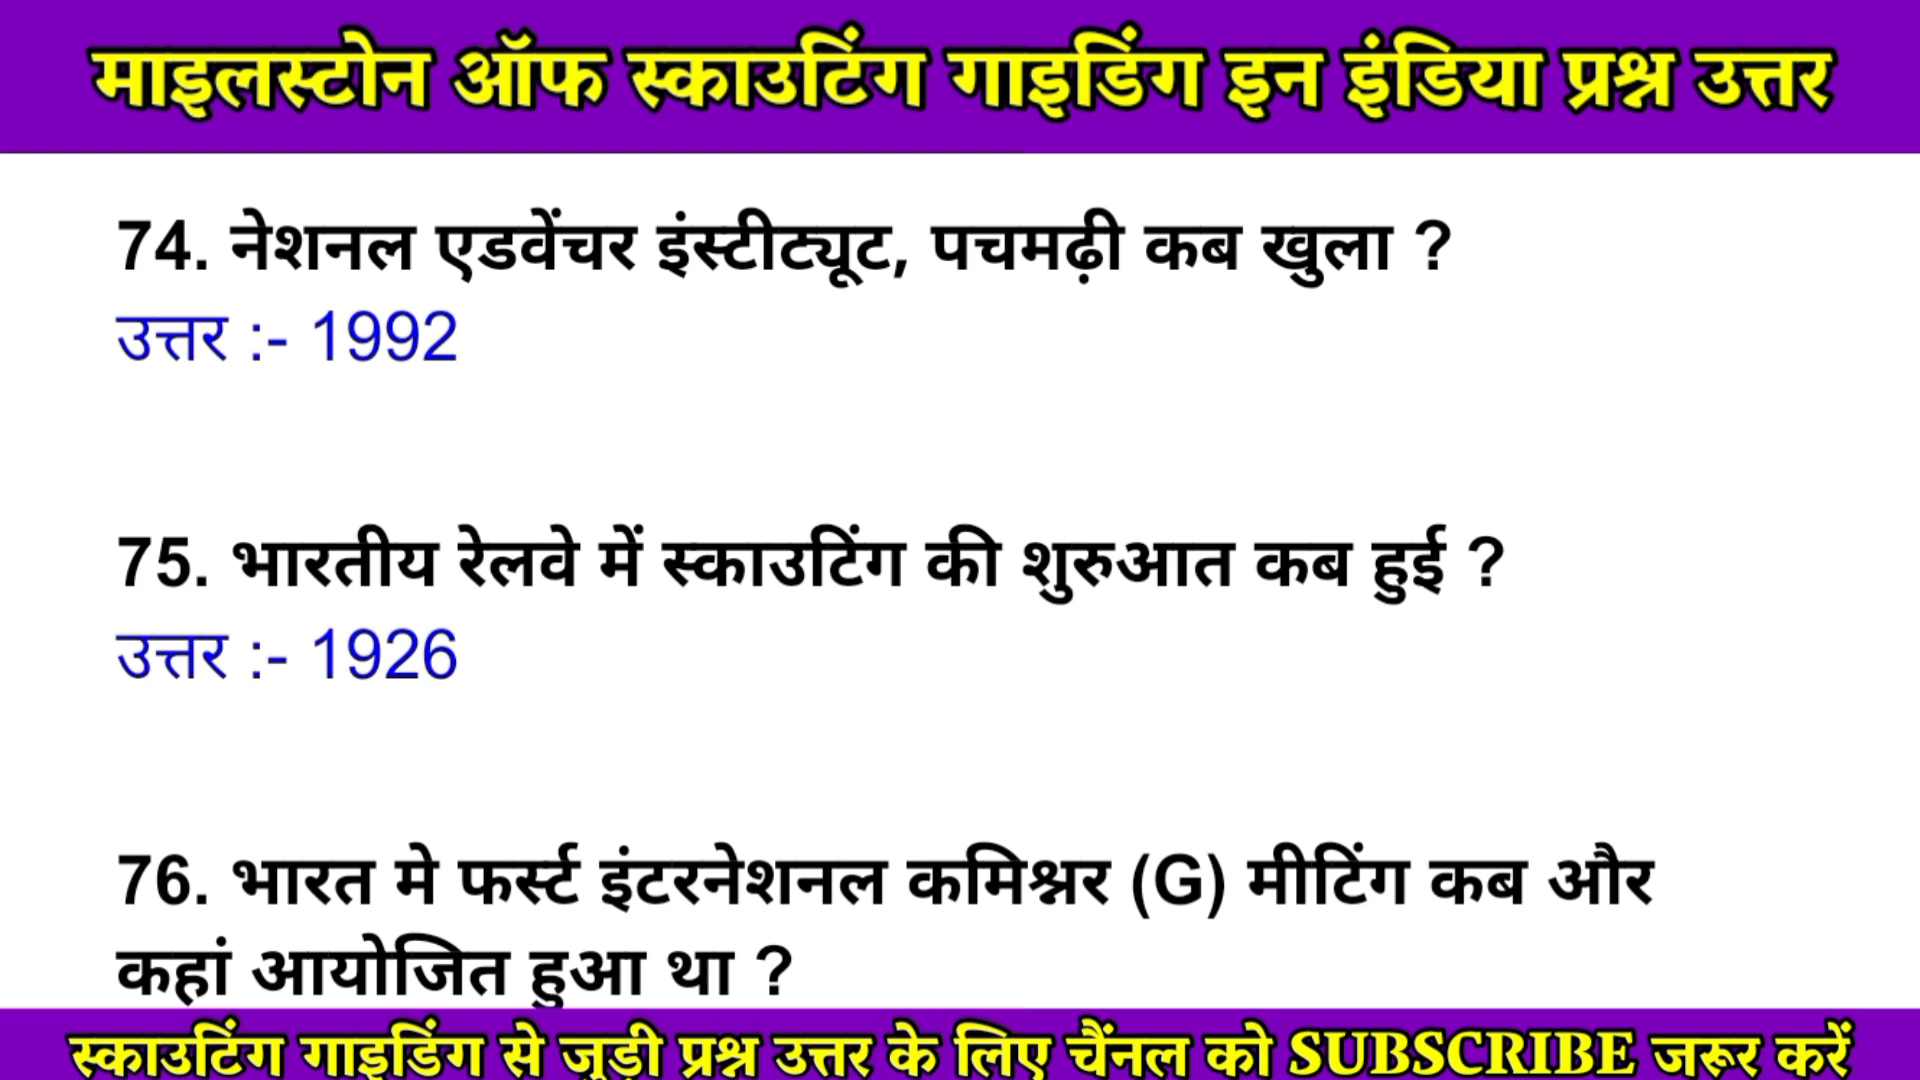 माइलस्टोन ऑफ स्काउटिंग गाइडिंग इन इंडिया प्रश्न उत्तर
74. नेशनल एडवेंचर इंस्टीट्यूट, पचमढ़ी कब खुला ?
उत्तर :- 1992
75. भारतीय रेलवे में स्काउटिंग की शुरुआत कब हुई ?
उत्तर :- 1926
76. भारत मे फर्स्ट इंटरनेशनल कमिश्नर (G) मीटिंग कब और
कहां आयोजित हुआ था ?
स्काउटिंग गाइडिंग से जुड़ी प्रश्न उत्तर के लिए चैंनल को SUBSCRIBE जरूर करें